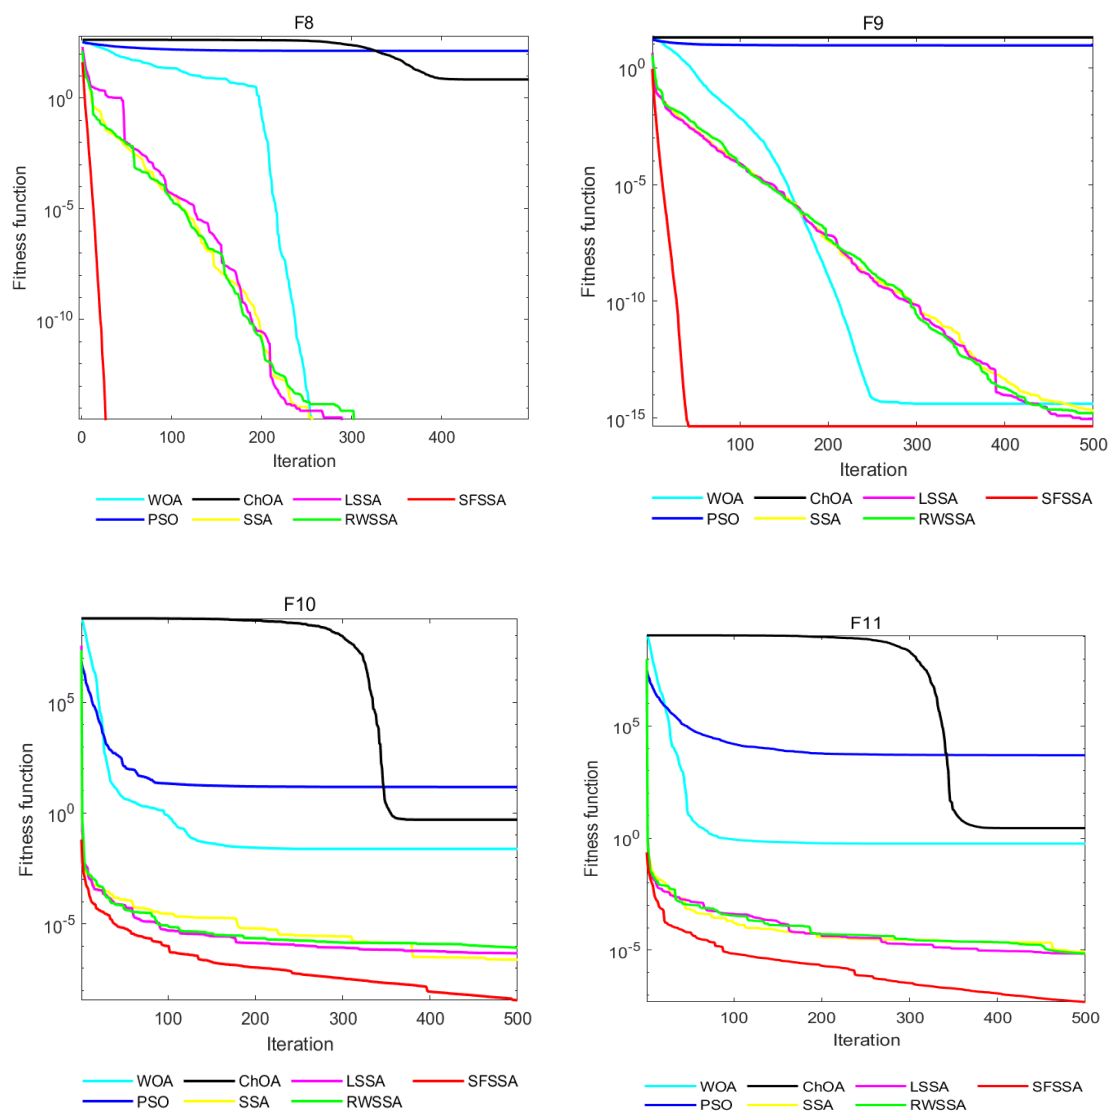 F8
Fitness function
10^0
10^-5
10^-10
0 100 200 300 400
Iteration
WOA ChOA LSSA SFSSA
PSO SSA RWSSA
F9
Fitness function
10^0
10^-5
10^-10
10^-15
100 200 300 400 500
Iteration
WOA ChOA LSSA SFSSA
PSO SSA RWSSA
F10
Fitness function
10^5
10^0
10^-5
100 200 300 400 500
Iteration
WOA ChOA LSSA SFSSA
PSO SSA RWSSA
F11
Fitness function
10^5
10^0
10^-5
100 200 300 400 500
Iteration
WOA ChOA LSSA SFSSA
PSO SSA RWSSA